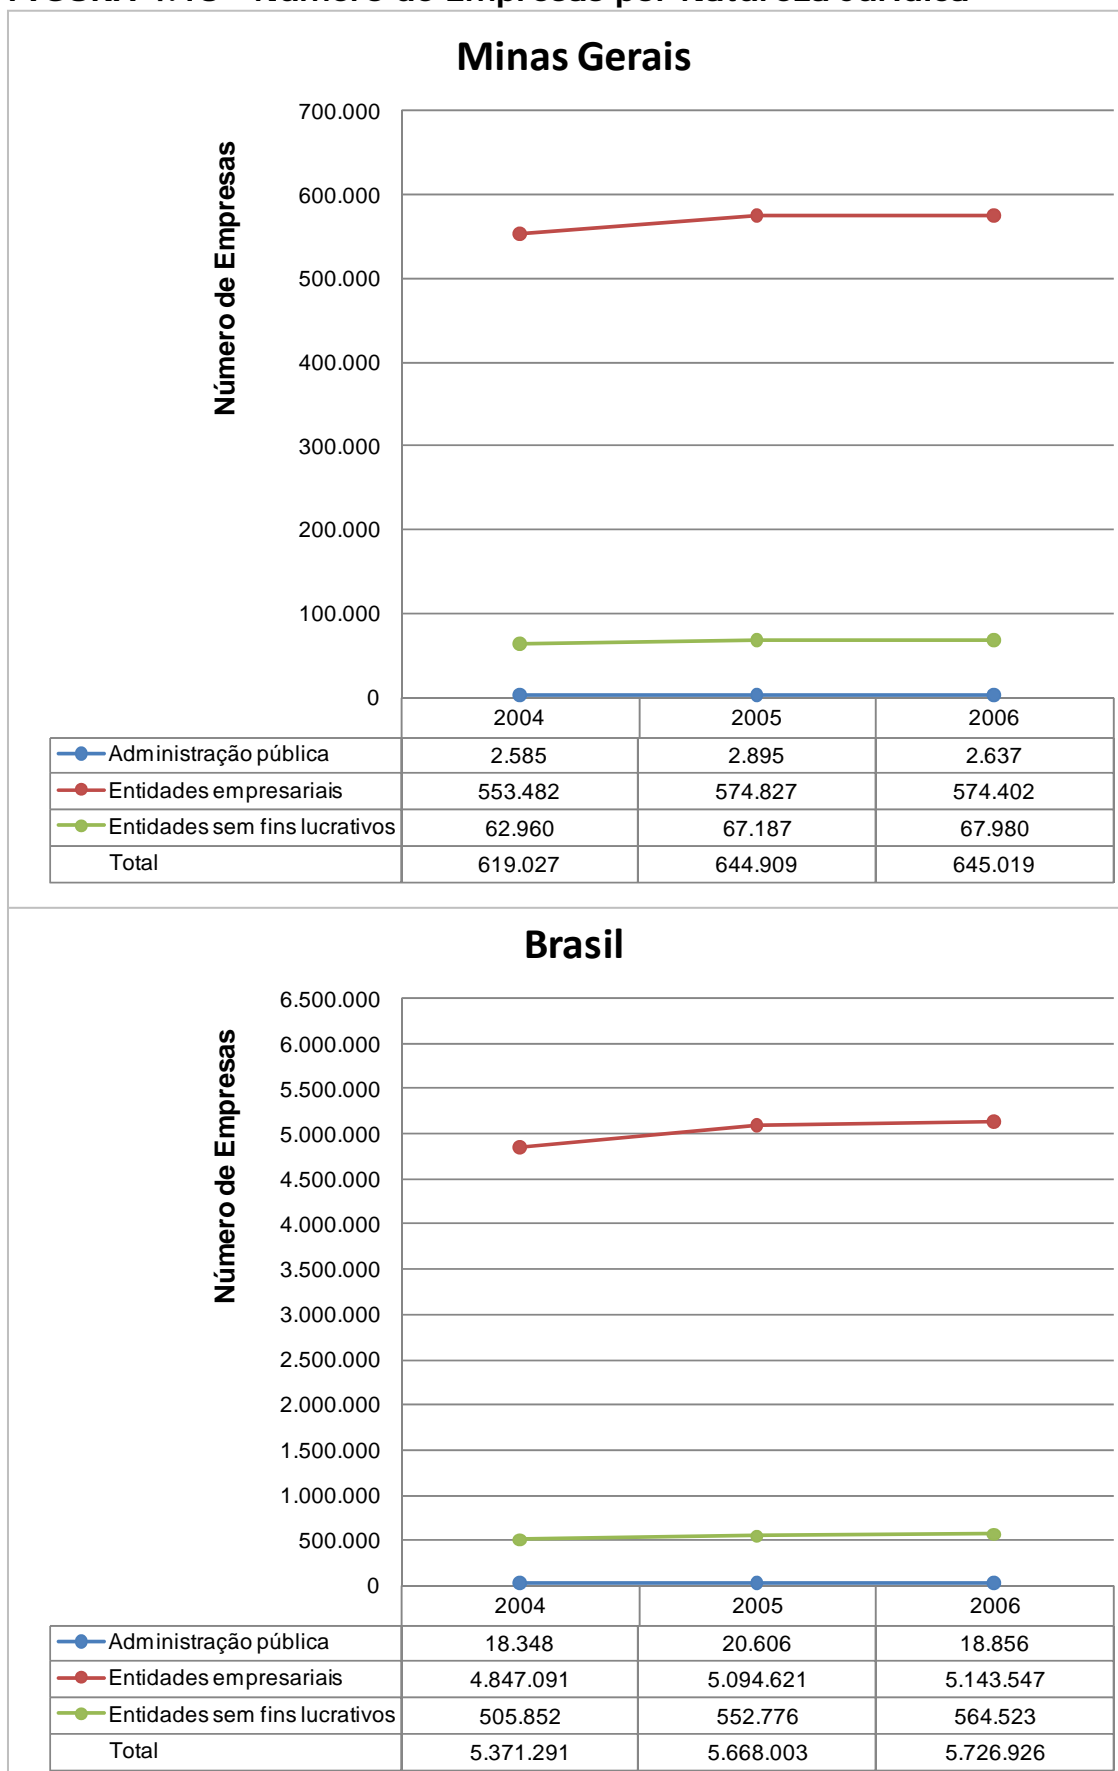 Minas Gerais
Número de Empresas
700.000
600.000
500.000
400.000
300.000
200.000
100.000
0
2004 2005 2006
Administração pública 2.585 2.895 2.637
Entidades empresariais 553.482 574.827 574.402
Entidades sem fins lucrativos 62.960 67.187 67.980
Total 619.027 644.909 645.019
Brasil
Número de Empresas
6.500.000
6.000.000
5.500.000
5.000.000
4.500.000
4.000.000
3.500.000
3.000.000
2.500.000
2.000.000
1.500.000
1.000.000
500.000
0
2004 2005 2006
Administração pública 18.348 20.606 18.856
Entidades empresariais 4.847.091 5.094.621 5.143.547
Entidades sem fins lucrativos 505.852 552.776 564.523
Total 5.371.291 5.668.003 5.726.926